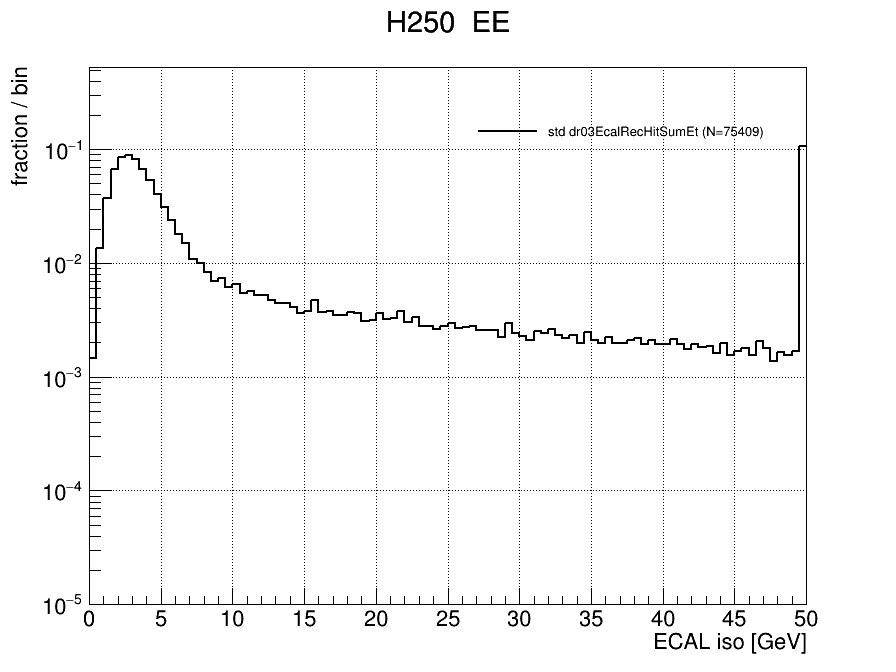 H250 EE
fraction / bin
std dr03EcalRecHitSumEt (N=75409)
10⁻¹
10⁻²
10⁻³
10⁻⁴
10⁻⁵
0 5 10 15 20 25 30 35 40 45 50
ECAL iso [GeV]